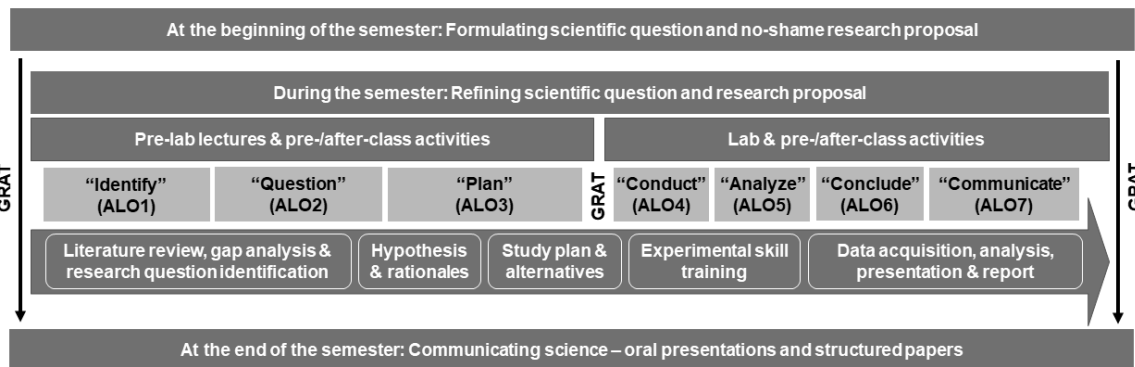 At the beginning of the semester: Formulating scientific question and no-shame research proposal
During the semester: Refining scientific question and research proposal
Pre-lab lectures & pre-/after-class activities
Lab & pre-/after-class activities
GRAT
“Identify”
(ALO1)
“Question”
(ALO2)
“Plan”
(ALO3)
GRAT
“Conduct”
(ALO4)
“Analyze”
(ALO5)
“Conclude”
(ALO6)
“Communicate”
(ALO7)
GRAT
Literature review, gap analysis &
research question identification
Hypothesis
& rationales
Study plan &
alternatives
Experimental skill
training
Data acquisition, analysis,
presentation & report
At the end of the semester: Communicating science – oral presentations and structured papers